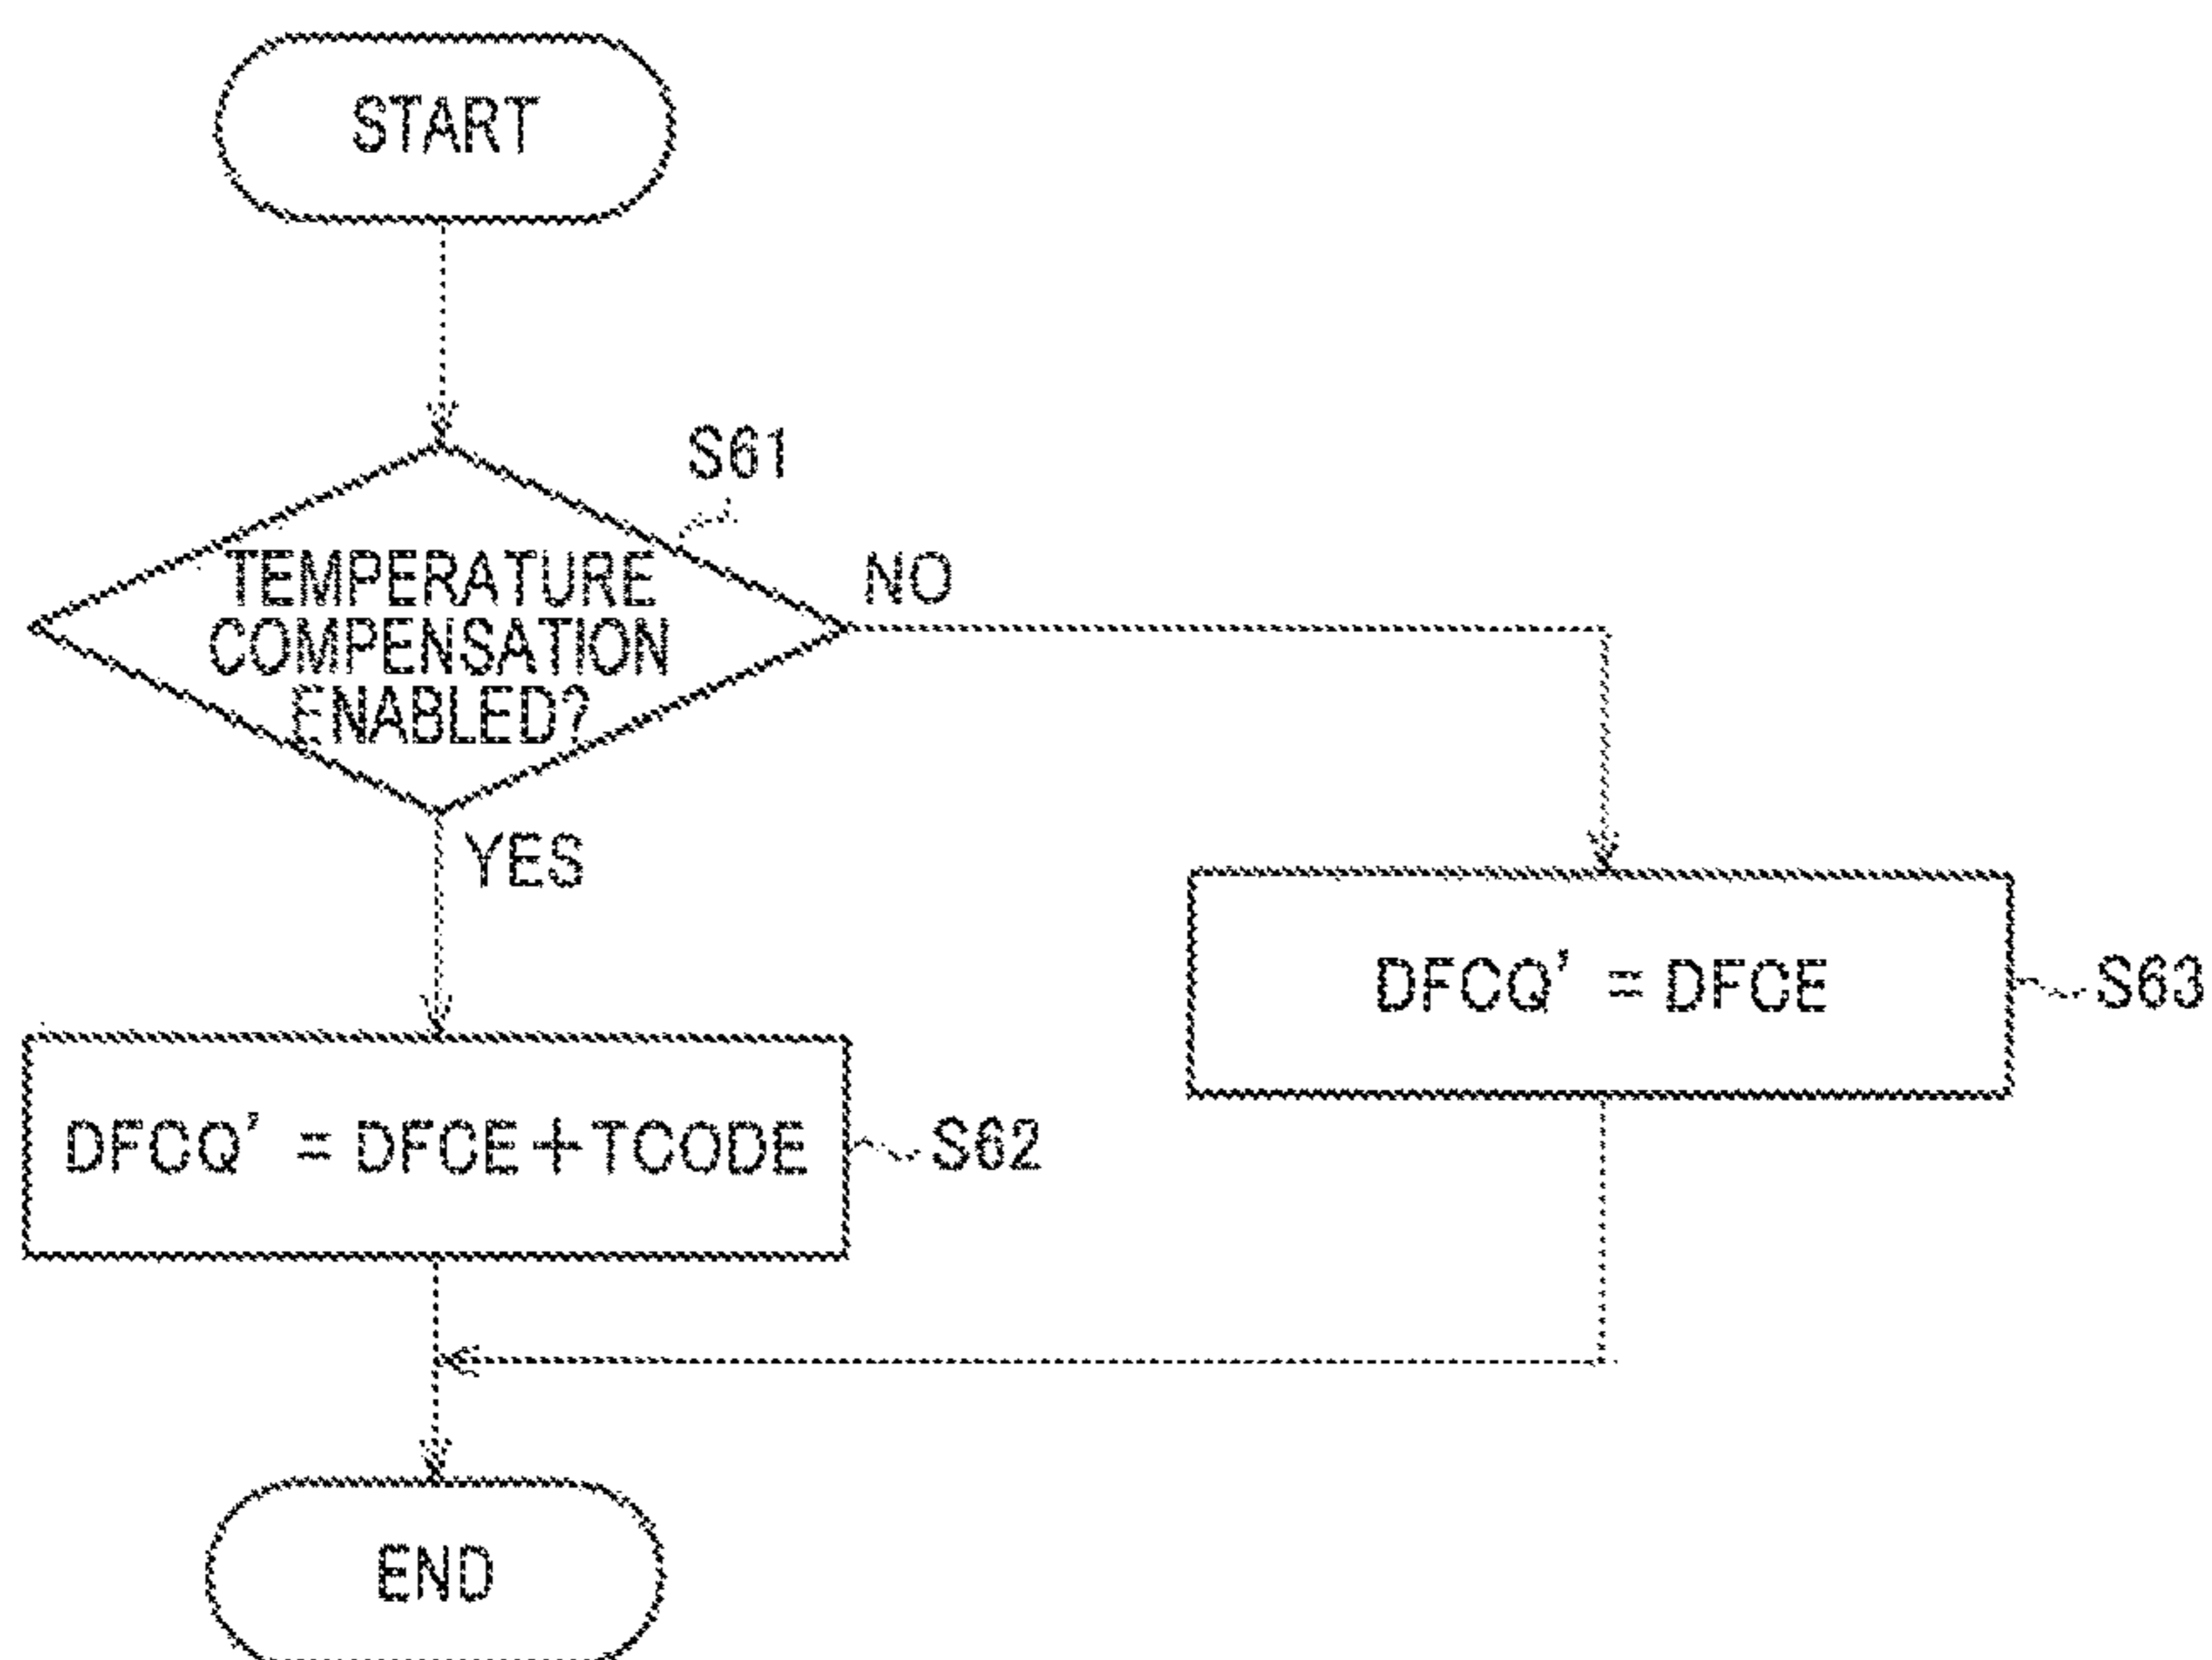 START
S61
TEMPERATURE
COMPENSATION
ENABLED?
NO
YES
DFCQ' = DFCE
S63
DFCQ' = DFCE+TCODE
S62
END